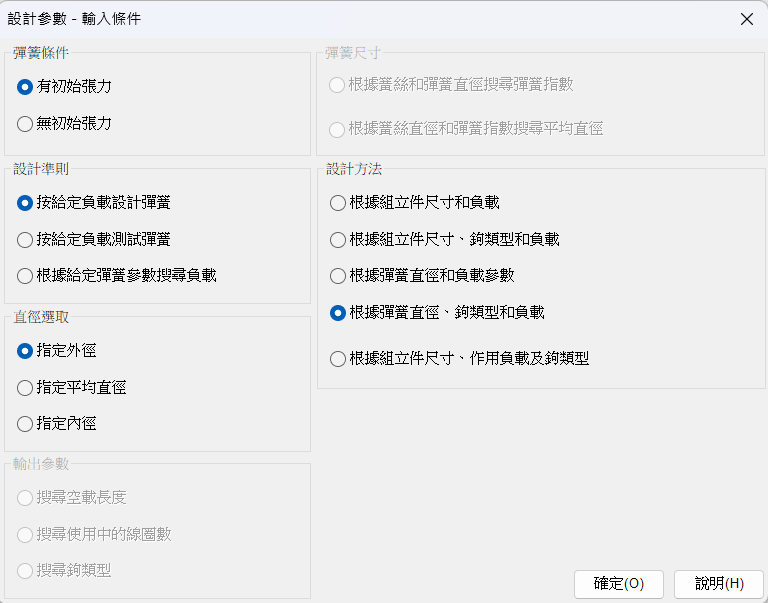 設計參數 - 輸入條件
彈簧條件
有初始張力
無初始張力
彈簧尺寸
根據簧絲和彈簧直徑搜尋彈簧指數
根據簧絲直徑和彈簧指數搜尋平均直徑
設計準則
按給定負載設計彈簧
按給定負載測試彈簧
根據給定彈簧參數搜尋負載
設計方法
根據組立件尺寸和負載
根據組立件尺寸、鉤類型和負載
根據彈簧直徑和負載參數
根據彈簧直徑、鉤類型和負載
根據組立件尺寸、作用負載及鉤類型
直徑選取
指定外徑
指定平均直徑
指定內徑
輸出參數
搜尋空載長度
搜尋使用中的線圈數
搜尋鉤類型
確定(O)
說明(H)